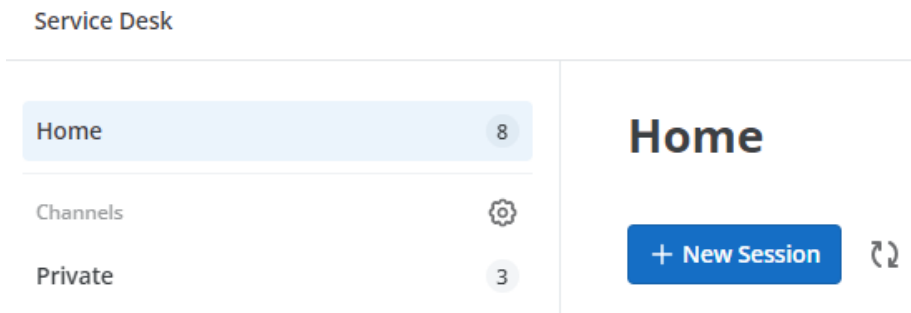 Service Desk
Home 8
Channels
Private 3
Home
+ New Session